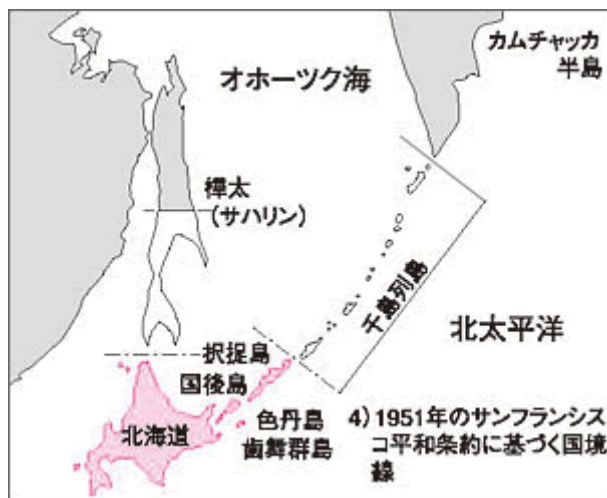 カムチャッカ
半島
オホーツク海
樺太
(サハリン)
千島列島
北太平洋
択捉島
国後島
色丹島
歯舞群島
北海道
4) 1951年のサンフランシス
コ平和条約に基づく国境
線